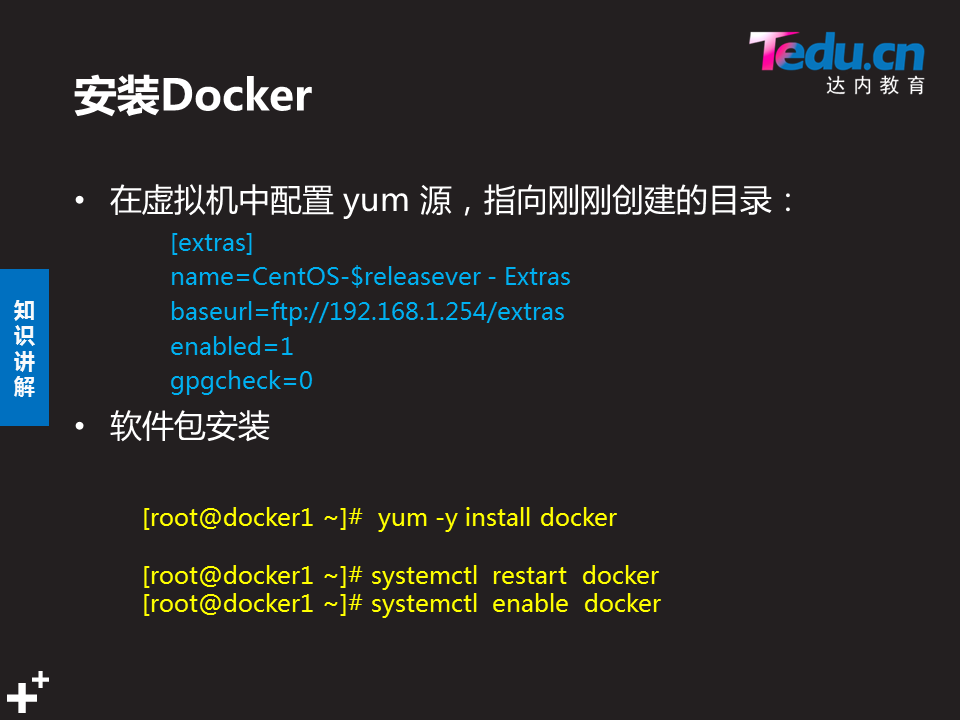 Tedu.cn
达内教育
安装Docker
• 在虚拟机中配置 yum 源，指向刚刚创建的目录：
[extras]
name=CentOS-$releasever - Extras
baseurl=ftp://192.168.1.254/extras
enabled=1
gpgcheck=0
知识讲解
• 软件包安装
[root@docker1 ~]#  yum -y install docker
[root@docker1 ~]# systemctl  restart  docker
[root@docker1 ~]# systemctl  enable  docker